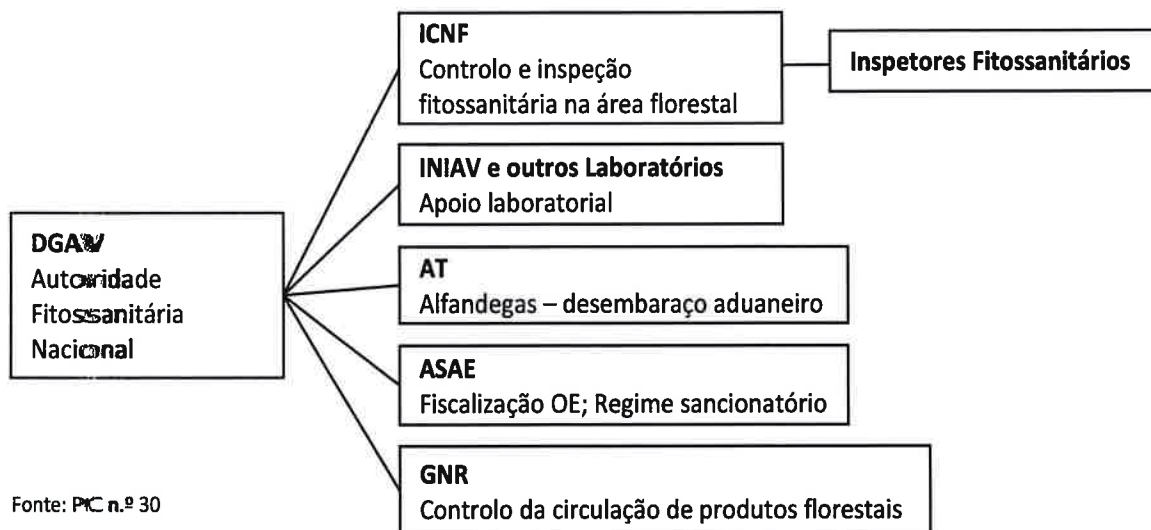 ICNF
Controlo e inspeção
fitossanitária na área florestal
Inspetores Fitossanitários
INIAV e outros Laboratórios
Apoio laboratorial
DGAV
Autoridade
Fitossanitária
Nacional
AT
Alfandegas – desembaraço aduaneiro
ASAE
Fiscalização OE; Regime sancionatório
GNR
Controlo da circulação de produtos florestais
Fonte: PIC n.º 30